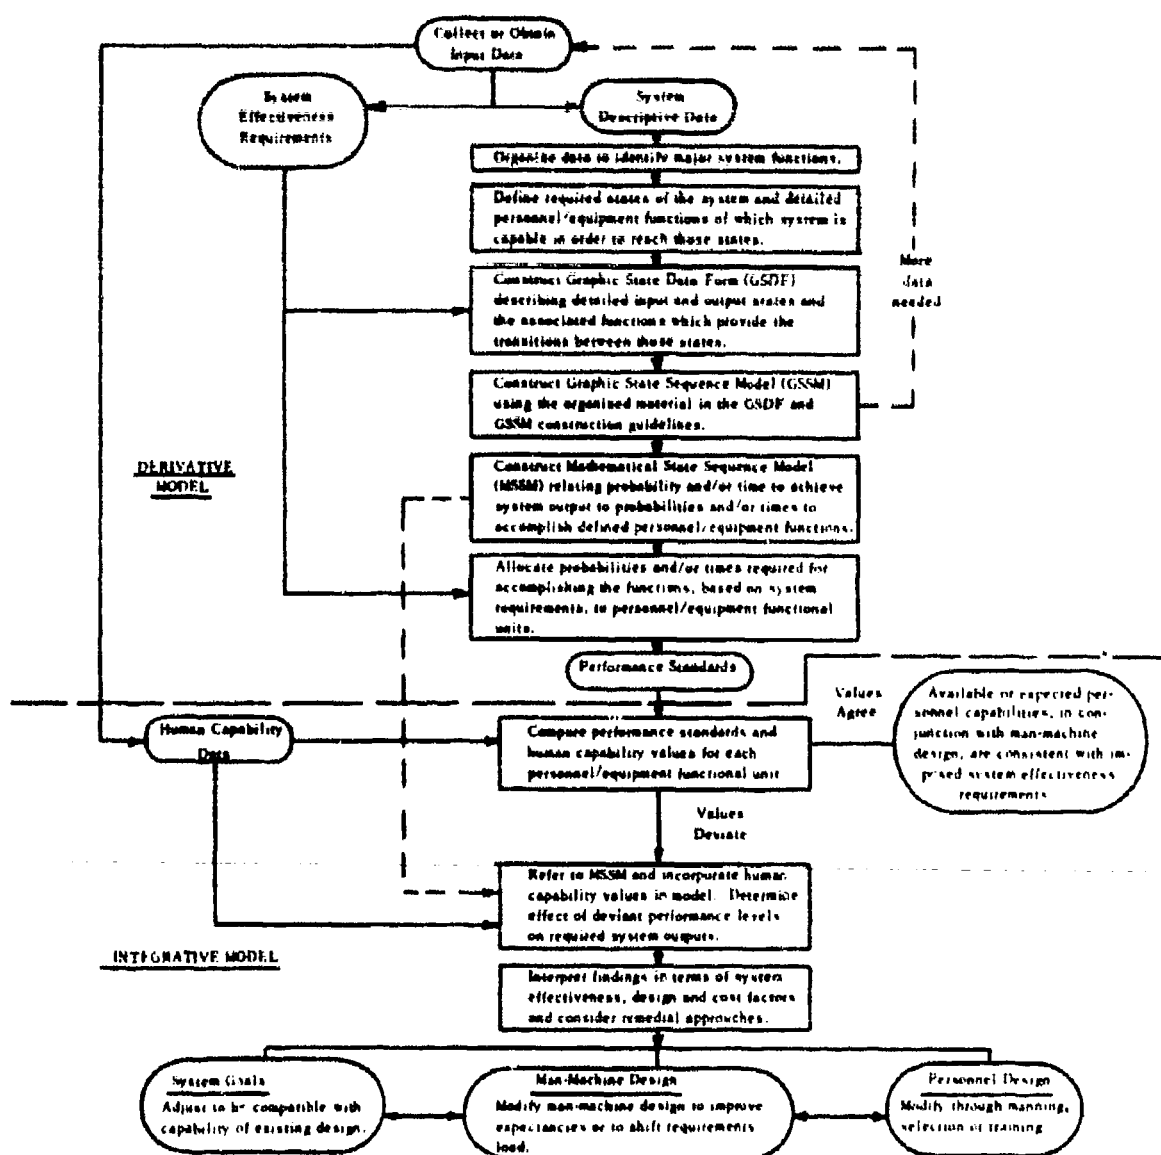 Collect or Obtain
Input Data
System
Effectiveness
Requirements
System
Descriptive Data
Organize data to identify major system functions.
Define required states of the system and detailed
personnel/equipment functions of which system is
capable in order to reach those states.
More
data
needed
Construct Graphic State Data Form (GSDF)
describing detailed input and output states and
the associated functions which provide the
transitions between those states.
Construct Graphic State Sequence Model (GSSM)
using the organized material in the GSDF and
GSSM construction guidelines.
DERIVATIVE
MODEL
Construct Mathematical State Sequence Model
(MSSM) relating probability and/or time to achieve
system output to probabilities and/or times to
accomplish defined personnel/equipment functions.
Allocate probabilities and/or times required for
accomplishing the functions, based on system
requirements, to personnel/equipment functional
units.
Performance Standards
Values
Agree
Available or expected per-
sonnel capabilities, in con-
junction with man-machine
design, are consistent with im-
posed system effectiveness
requirements
Human Capability
Data
Compare performance standards and
human capability values for each
personnel/equipment functional unit
Values
Deviate
Refer to MSSM and incorporate human
capability values in model. Determine
effect of deviant performance levels
on required system outputs.
INTEGRATIVE MODEL
Interpret findings in terms of system
effectiveness, design and cost factors
and consider remedial approaches.
System Goals
Adjust to be compatible with
capability of existing design.
Man-Machine Design
Modify man-machine design to improve
expectancies or to shift requirements
load.
Personnel Design
Modify through manning,
selection or training